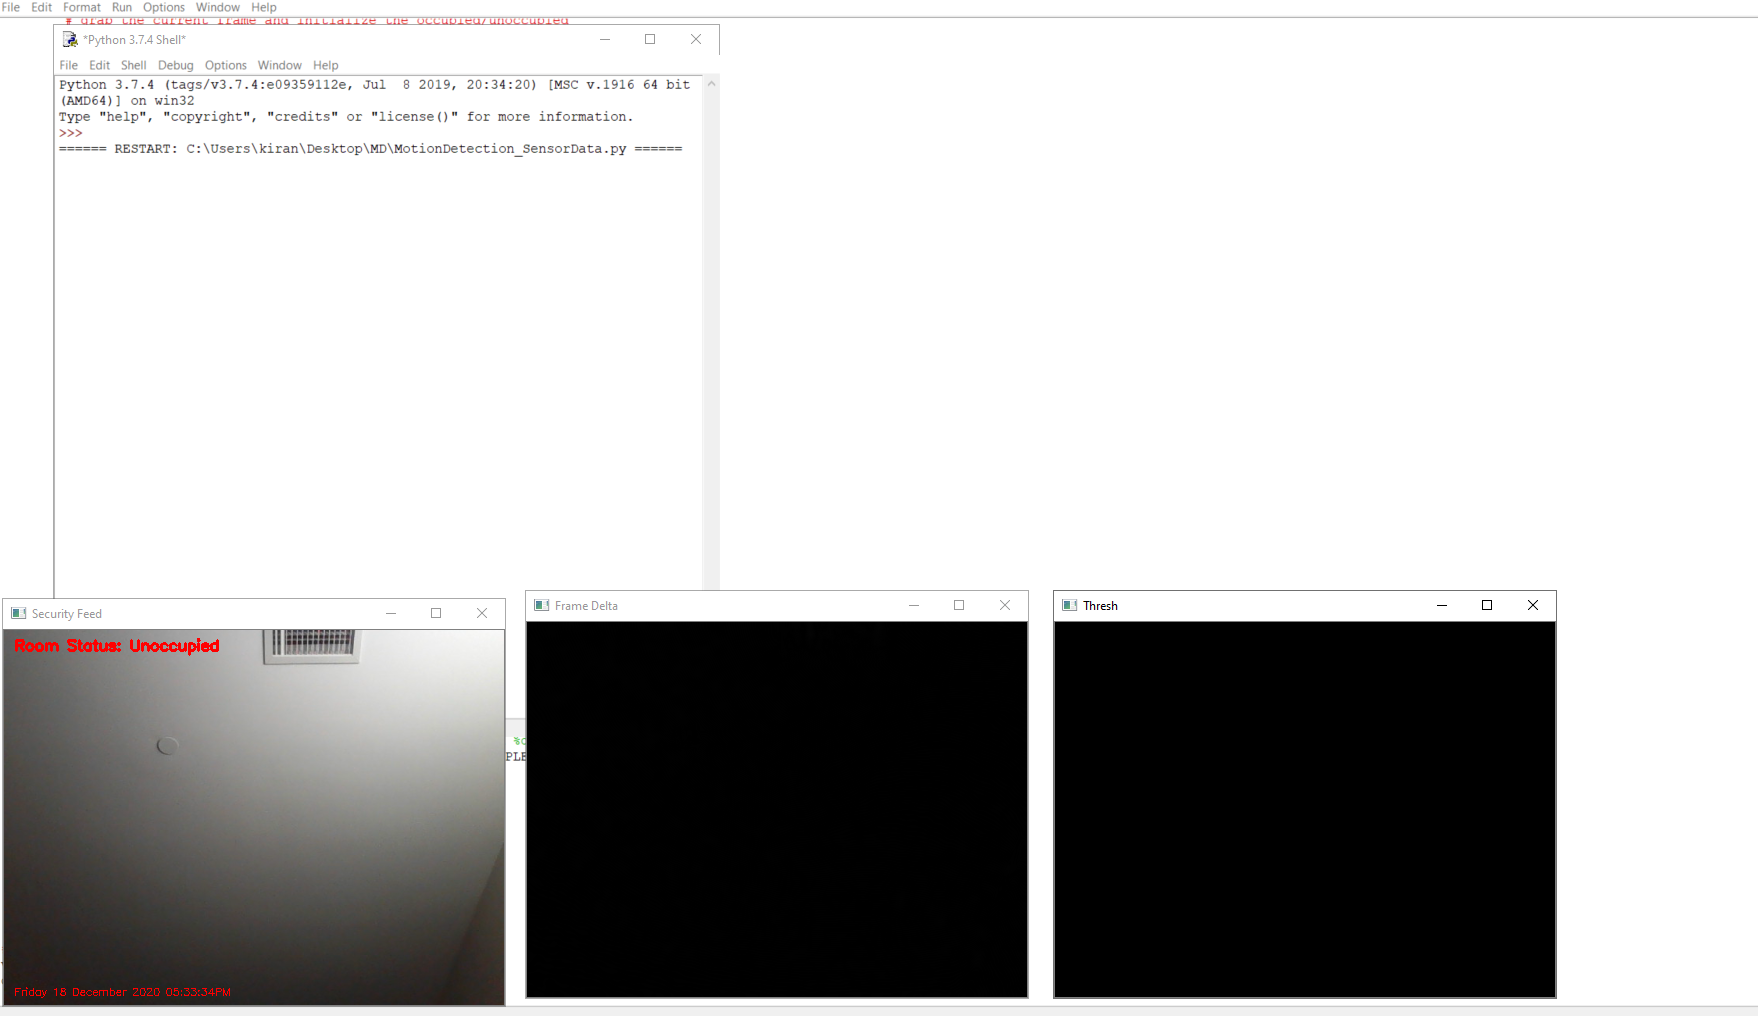 File Edit Format Run Options Window Help
# grab the current frame and initialize the occupied/unoccupied
*Python 3.7.4 Shell*
File Edit Shell Debug Options Window Help
Python 3.7.4 (tags/v3.7.4:e09359112e, Jul  8 2019, 20:34:20) [MSC v.1916 64 bit
(AMD64)] on win32
Type "help", "copyright", "credits" or "license()" for more information.
>>>
====== RESTART: C:\Users\kiran\Desktop\MD\MotionDetection_SensorData.py ======
Security Feed
Room Status: Unoccupied
Friday 18 December 2020 05:33:34PM
%d
PLE
Frame Delta
Thresh